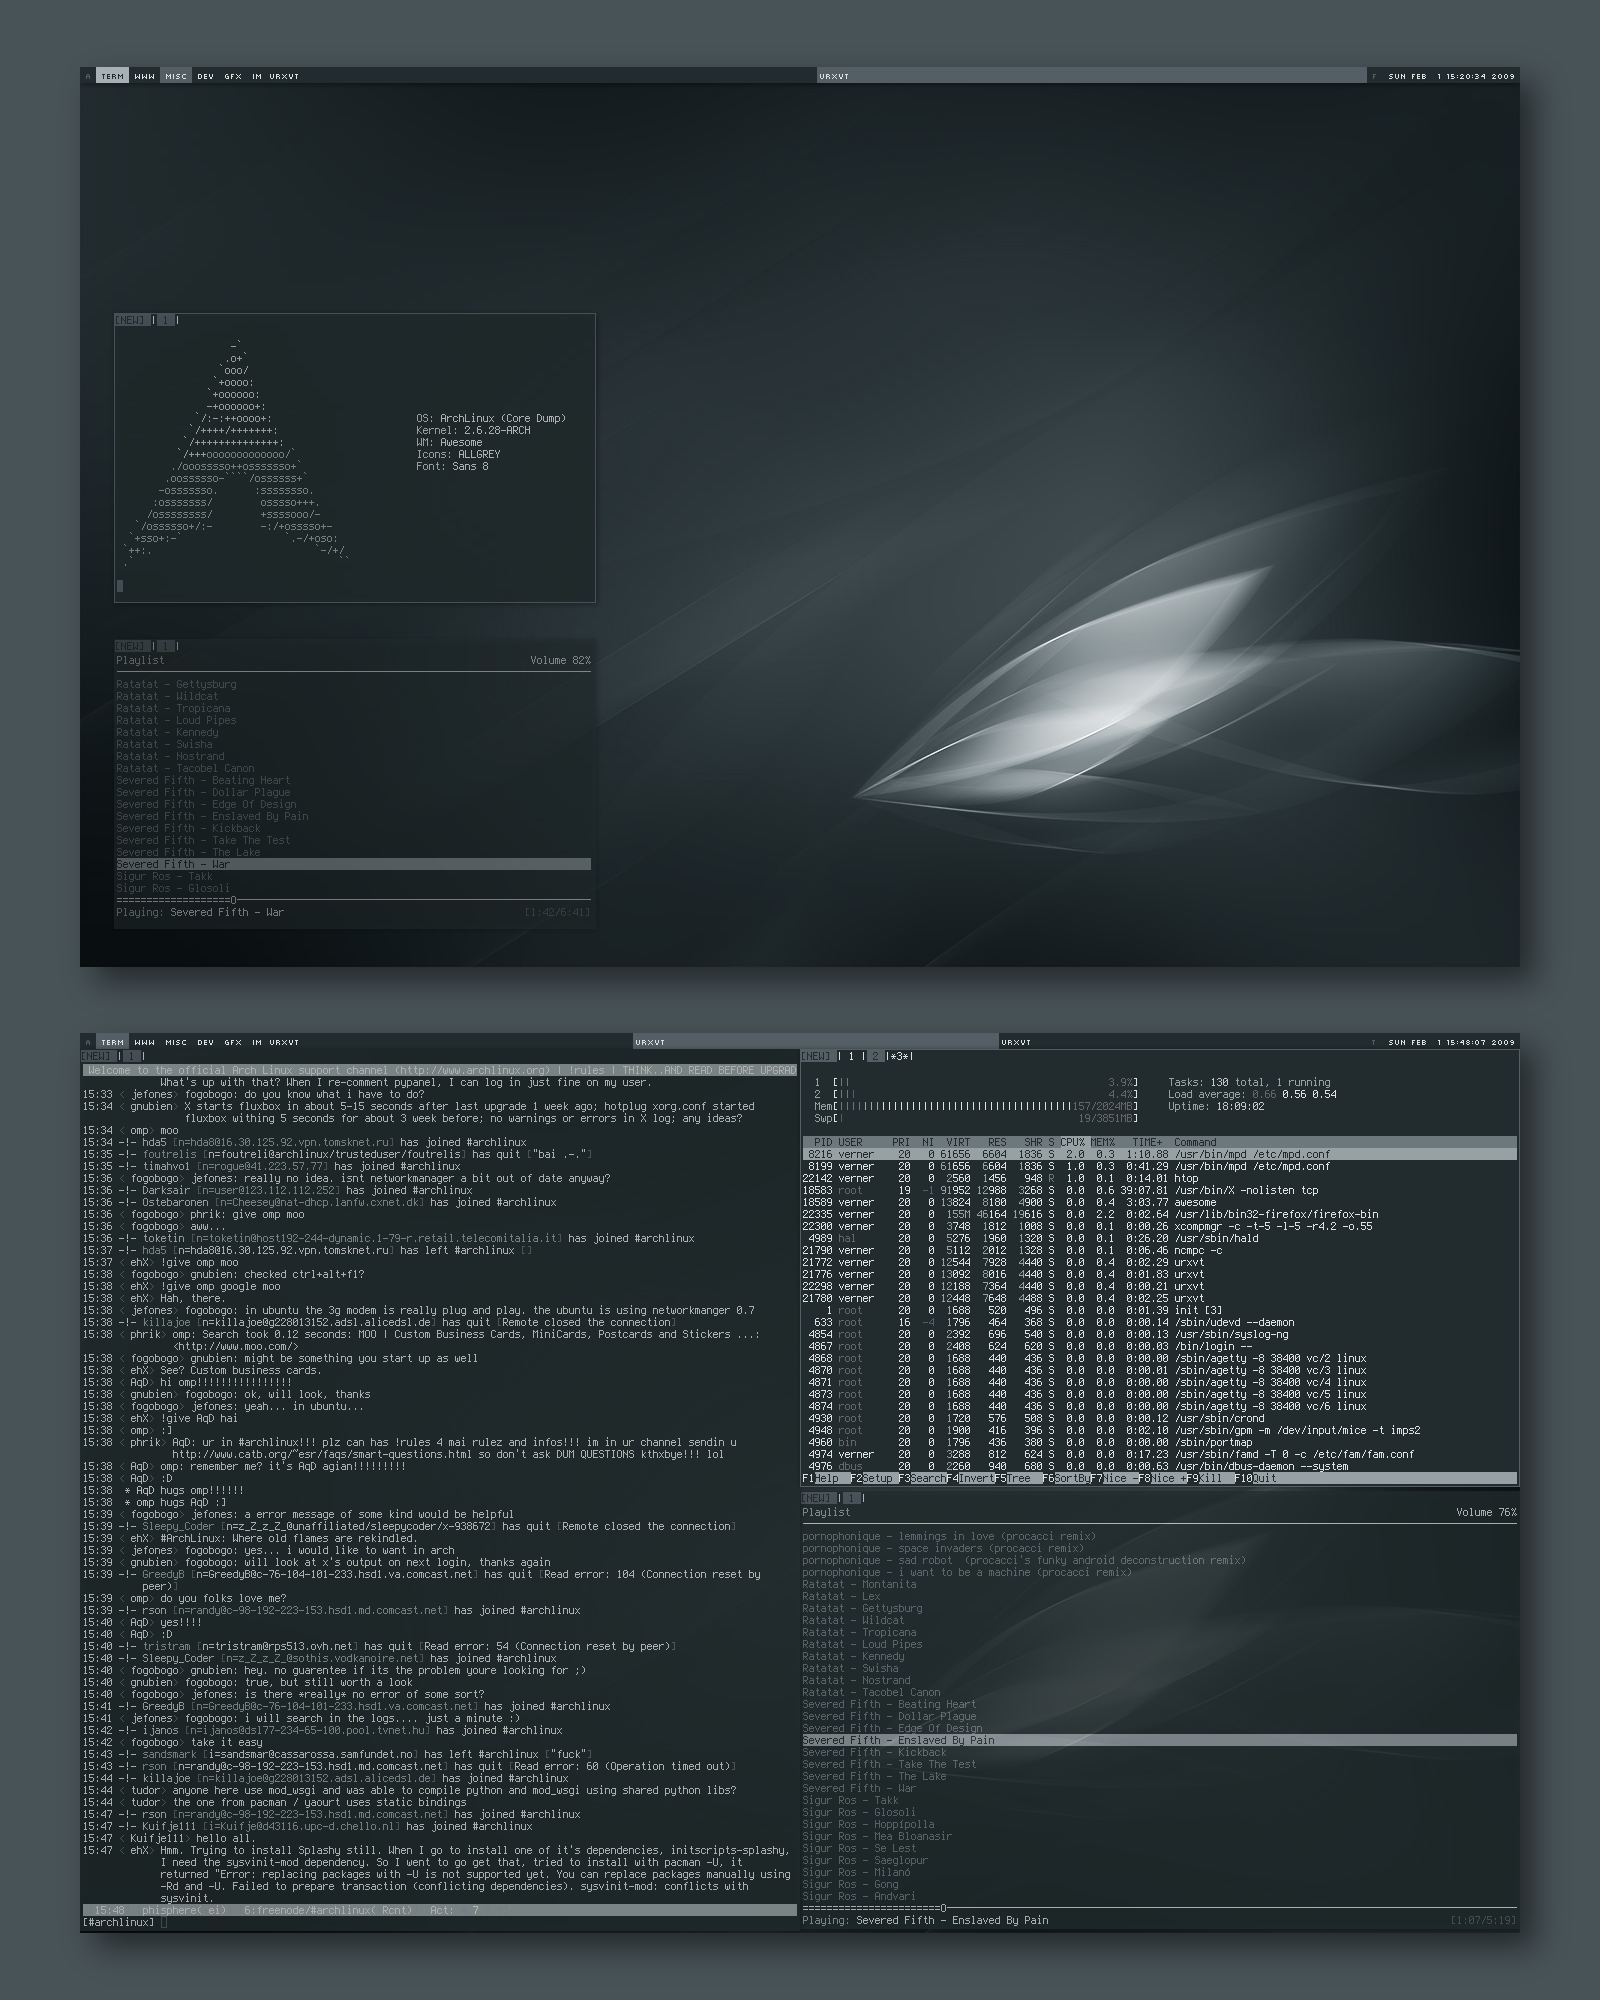 A TERM WWW MISC DEV GFX IM URXVT URXVT F SUN FEB 1 15:20:34 2009
[NEW] | 1 |
-`
.o+`
`ooo/
`+oooo:
`+oooooo:
-+oooooo+:
`/:-:++oooo+:
`/++++/+++++++:
`/++++++++++++++:
`/+++ooooooooooooo/`
./ooosssso++osssssso+`
.oossssso-````/ossssss+`
-osssssso. :ssssssso.
:osssssss/ osssso+++.
/ossssssss/ +ssssooo/-
`/ossssso+/:- -:/+osssso+-
`+sso+:-` `.-/+oso:
`++:. `-/+/
.` ``
OS: ArchLinux (Core Dump)
Kernel: 2.6.28-ARCH
WM: Awesome
Icons: ALLGREY
Font: Sans 8
[NEW] | 1 |
Playlist Volume 82%
Ratatat - Gettysburg
Ratatat - Wildcat
Ratatat - Tropicana
Ratatat - Loud Pipes
Ratatat - Kennedy
Ratatat - Swisha
Ratatat - Nostrand
Ratatat - Tacobel Canon
Severed Fifth - Beating Heart
Severed Fifth - Dollar Plague
Severed Fifth - Edge Of Design
Severed Fifth - Enslaved By Pain
Severed Fifth - Kickback
Severed Fifth - Take The Test
Severed Fifth - The Lake
Severed Fifth - War
Sigur Ros - Takk
Sigur Ros - Glosoli
===================O
Playing: Severed Fifth - War [1:42/6:41]
A TERM WWW MISC DEV GFX IM URXVT URXVT URXVT T SUN FEB 1 15:48:07 2009
[NEW] | 1 |
Welcome to the official Arch Linux support channel (http://www.archlinux.org) | !rules | THINK..AND READ BEFORE UPGRAD
What's up with that? When I re-comment pypanel, I can log in just fine on my user.
15:33 < jefones> fogobogo: do you know what i have to do?
15:34 < gnubien> X starts fluxbox in about 5-15 seconds after last upgrade 1 week ago; hotplug xorg.conf started
fluxbox withing 5 seconds for about 3 week before; no warnings or errors in X log; any ideas?
15:34 < omp> moo
15:34 -!- hda5 [n=hda8@16.30.125.92.vpn.tomsknet.ru] has joined #archlinux
15:35 -!- foutrelis [n=foutreli@archlinux/trusteduser/foutrelis] has quit ["bai .-."]
15:35 -!- timahvo1 [n=rogue@41.223.57.77] has joined #archlinux
15:36 < fogobogo> jefones: really no idea. isnt networkmanager a bit out of date anyway?
15:36 -!- Darksair [n=user@123.112.112.252] has joined #archlinux
15:36 -!- Ostebaronen [n=Cheesey@nat-dhcp.lanfw.cxnet.dk] has joined #archlinux
15:36 < fogobogo> phrik: give omp moo
15:36 < fogobogo> aww...
15:36 -!- toketin [n=toketin@host192-244-dynamic.1-79-r.retail.telecomitalia.it] has joined #archlinux
15:37 -!- hda5 [n=hda8@16.30.125.92.vpn.tomsknet.ru] has left #archlinux []
15:37 < ehX> !give omp moo
15:38 < fogobogo> gnubien: checked ctrl+alt+f1?
15:38 < ehX> !give omp google moo
15:38 < ehX> Hah, there.
15:38 < jefones> fogobogo: in ubuntu the 3g modem is really plug and play. the ubuntu is using networkmanger 0.7
15:38 -!- killajoe [n=killajoe@g228013152.adsl.alicedsl.de] has quit [Remote closed the connection]
15:38 < phrik> omp: Search took 0.12 seconds: MOO | Custom Business Cards, MiniCards, Postcards and Stickers ...:
<http://www.moo.com/>
15:38 < fogobogo> gnubien: might be something you start up as well
15:38 < ehX> See? Custom business cards.
15:38 < AqD> hi omp!!!!!!!!!!!!!!!!
15:38 < gnubien> fogobogo: ok, will look, thanks
15:38 < fogobogo> jefones: yeah... in ubuntu...
15:38 < ehX> !give AqD hai
15:38 < omp> :]
15:38 < phrik> AqD: ur in #archlinux!!! plz can has !rules 4 mai rulez and infos!!! im in ur channel sendin u
http://www.catb.org/~esr/faqs/smart-questions.html so don't ask DUM QUESTIONS kthxbye!!! lol
15:38 < AqD> omp: remember me? it's AqD agian!!!!!!!!!
15:38 < AqD> :D
15:38 * AqD hugs omp!!!!!!
15:38 * omp hugs AqD :]
15:39 < fogobogo> jefones: a error message of some kind would be helpful
15:39 -!- Sleepy_Coder [n=z_Z_z_Z_@unaffiliated/sleepycoder/x-938672] has quit [Remote closed the connection]
15:39 < ehX> #ArchLinux: Where old flames are rekindled.
15:39 < jefones> fogobogo: yes... i would like to want in arch
15:39 < gnubien> fogobogo: will look at x's output on next login, thanks again
15:39 -!- GreedyB [n=GreedyB@c-76-104-101-233.hsd1.va.comcast.net] has quit [Read error: 104 (Connection reset by
peer)]
15:39 < omp> do you folks love me?
15:39 -!- rson [n=randy@c-98-192-223-153.hsd1.md.comcast.net] has joined #archlinux
15:40 < AqD> yes!!!!
15:40 < AqD> :D
15:40 -!- tristram [n=tristram@rps513.ovh.net] has quit [Read error: 54 (Connection reset by peer)]
15:40 -!- Sleepy_Coder [n=z_Z_z_Z_@sothis.vodkanoire.net] has joined #archlinux
15:40 < fogobogo> gnubien: hey. no guarentee if its the problem youre looking for ;)
15:40 < gnubien> fogobogo: true, but still worth a look
15:40 < fogobogo> jefones: is there *really* no error of some sort?
15:41 -!- GreedyB [n=GreedyB@c-76-104-101-233.hsd1.va.comcast.net] has joined #archlinux
15:41 < jefones> fogobogo: i will search in the logs.... just a minute :)
15:42 -!- ijanos [n=ijanos@dsl77-234-65-100.pool.tvnet.hu] has joined #archlinux
15:42 < fogobogo> take it easy
15:43 -!- sandsmark [i=sandsmar@cassarossa.samfundet.no] has left #archlinux ["fuck"]
15:43 -!- rson [n=randy@c-98-192-223-153.hsd1.md.comcast.net] has quit [Read error: 60 (Operation timed out)]
15:44 -!- killajoe [n=killajoe@g228013152.adsl.alicedsl.de] has joined #archlinux
15:44 < tudor> anyone here use mod_wsgi and was able to compile python and mod_wsgi using shared python libs?
15:44 < tudor> the one from pacman / yaourt uses static bindings
15:47 -!- rson [n=randy@c-98-192-223-153.hsd1.md.comcast.net] has joined #archlinux
15:47 -!- Kuifje111 [i=Kuifje@d43116.upc-d.chello.nl] has joined #archlinux
15:47 < Kuifje111> hello all.
15:47 < ehX> Hmm. Trying to install Splashy still. When I go to install one of it's dependencies, initscripts-splashy,
I need the sysvinit-mod dependency. So I went to go get that, tried to install with pacman -U, it
returned "Error: replacing packages with -U is not supported yet. You can replace packages manually using
-Rd and -U. Failed to prepare transaction (conflicting dependencies). sysvinit-mod: conflicts with
sysvinit.
15:48 phisphere( ei) 6:freenode/#archlinux( Rcnt) Act: 7
[#archlinux]
[NEW] | 1 | 2 |*3*|
1 [|| 3.9%] Tasks: 130 total, 1 running
2 [||| 4.4%] Load average: 0.66 0.56 0.54
Mem[||||||||||||||||||||||||||||||||||||||157/2024MB] Uptime: 18:09:02
Swp[| 19/3851MB]
PID USER PRI NI VIRT RES SHR S CPU% MEM% TIME+ Command
8216 verner 20 0 61656 6604 1836 S 2.0 0.3 1:10.88 /usr/bin/mpd /etc/mpd.conf
8199 verner 20 0 61656 6604 1836 S 1.0 0.3 0:41.29 /usr/bin/mpd /etc/mpd.conf
22142 verner 20 0 2560 1456 948 R 1.0 0.1 0:14.01 htop
18583 root 19 -1 91952 12988 3268 S 0.0 0.6 39:07.81 /usr/bin/X -nolisten tcp
18589 verner 20 0 13824 8180 4900 S 0.0 0.4 3:03.77 awesome
22335 verner 20 0 155M 46164 19616 S 0.0 2.2 0:02.64 /usr/lib/bin32-firefox/firefox-bin
22300 verner 20 0 3748 1812 1008 S 0.0 0.1 0:00.26 xcompmgr -c -t-5 -l-5 -r4.2 -o.55
4989 hal 20 0 5276 1960 1320 S 0.0 0.1 0:26.20 /usr/sbin/hald
21790 verner 20 0 5112 2012 1328 S 0.0 0.1 0:06.46 ncmpc -c
21772 verner 20 0 12544 7928 4440 S 0.0 0.4 0:02.29 urxvt
21776 verner 20 0 13092 8016 4440 S 0.0 0.4 0:01.83 urxvt
22298 verner 20 0 12188 7364 4440 S 0.0 0.4 0:00.21 urxvt
21780 verner 20 0 12448 7648 4488 S 0.0 0.4 0:02.25 urxvt
1 root 20 0 1688 520 496 S 0.0 0.0 0:01.39 init [3]
633 root 16 -4 1796 464 368 S 0.0 0.0 0:00.14 /sbin/udevd --daemon
4854 root 20 0 2392 696 540 S 0.0 0.0 0:00.13 /usr/sbin/syslog-ng
4867 root 20 0 2408 624 620 S 0.0 0.0 0:00.03 /bin/login --
4868 root 20 0 1688 440 436 S 0.0 0.0 0:00.00 /sbin/agetty -8 38400 vc/2 linux
4870 root 20 0 1688 440 436 S 0.0 0.0 0:00.01 /sbin/agetty -8 38400 vc/3 linux
4871 root 20 0 1688 440 436 S 0.0 0.0 0:00.00 /sbin/agetty -8 38400 vc/4 linux
4873 root 20 0 1688 440 436 S 0.0 0.0 0:00.00 /sbin/agetty -8 38400 vc/5 linux
4874 root 20 0 1688 440 436 S 0.0 0.0 0:00.00 /sbin/agetty -8 38400 vc/6 linux
4930 root 20 0 1720 576 508 S 0.0 0.0 0:00.12 /usr/sbin/crond
4948 root 20 0 1900 416 396 S 0.0 0.0 0:02.10 /usr/sbin/gpm -m /dev/input/mice -t imps2
4960 bin 20 0 1796 436 380 S 0.0 0.0 0:00.00 /sbin/portmap
4974 verner 20 0 3288 812 624 S 0.0 0.0 0:17.23 /usr/sbin/famd -T 0 -c /etc/fam/fam.conf
4976 dbus 20 0 2260 940 680 S 0.0 0.0 0:00.63 /usr/bin/dbus-daemon --system
F1Help F2Setup F3SearchF4InvertF5Tree F6SortByF7Nice -F8Nice +F9Kill F10Quit
[NEW] | 1 |
Playlist Volume 76%
pornophonique - lemmings in love (procacci remix)
pornophonique - space invaders (procacci remix)
pornophonique - sad robot (procacci's funky android deconstruction remix)
pornophonique - i want to be a machine (procacci remix)
Ratatat - Montanita
Ratatat - Lex
Ratatat - Gettysburg
Ratatat - Wildcat
Ratatat - Tropicana
Ratatat - Loud Pipes
Ratatat - Kennedy
Ratatat - Swisha
Ratatat - Nostrand
Ratatat - Tacobel Canon
Severed Fifth - Beating Heart
Severed Fifth - Dollar Plague
Severed Fifth - Edge Of Design
Severed Fifth - Enslaved By Pain
Severed Fifth - Kickback
Severed Fifth - Take The Test
Severed Fifth - The Lake
Severed Fifth - War
Sigur Ros - Takk
Sigur Ros - Glosoli
Sigur Ros - Hoppípolla
Sigur Ros - Mea Bloanasir
Sigur Ros - Se Lest
Sigur Ros - Saeglopur
Sigur Ros - Milanó
Sigur Ros - Gong
Sigur Ros - Andvari
=======================O
Playing: Severed Fifth - Enslaved By Pain [1:07/5:19]